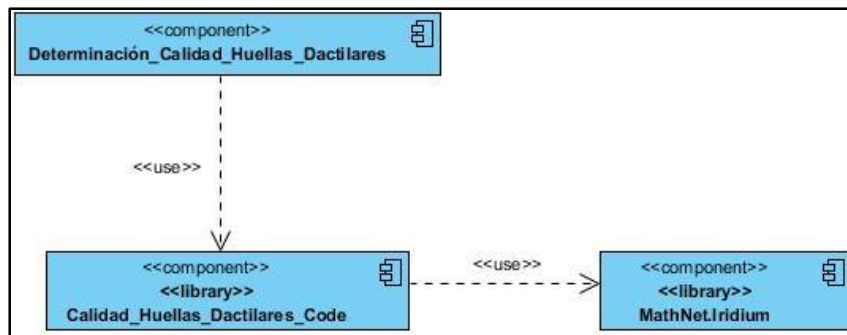 <<component>>
Determinación_Calidad_Huellas_Dactilares
<<use>>
<<component>>
<<library>>
Calidad_Huellas_Dactilares_Code
<<use>>
<<component>>
<<library>>
MathNet.Iridium